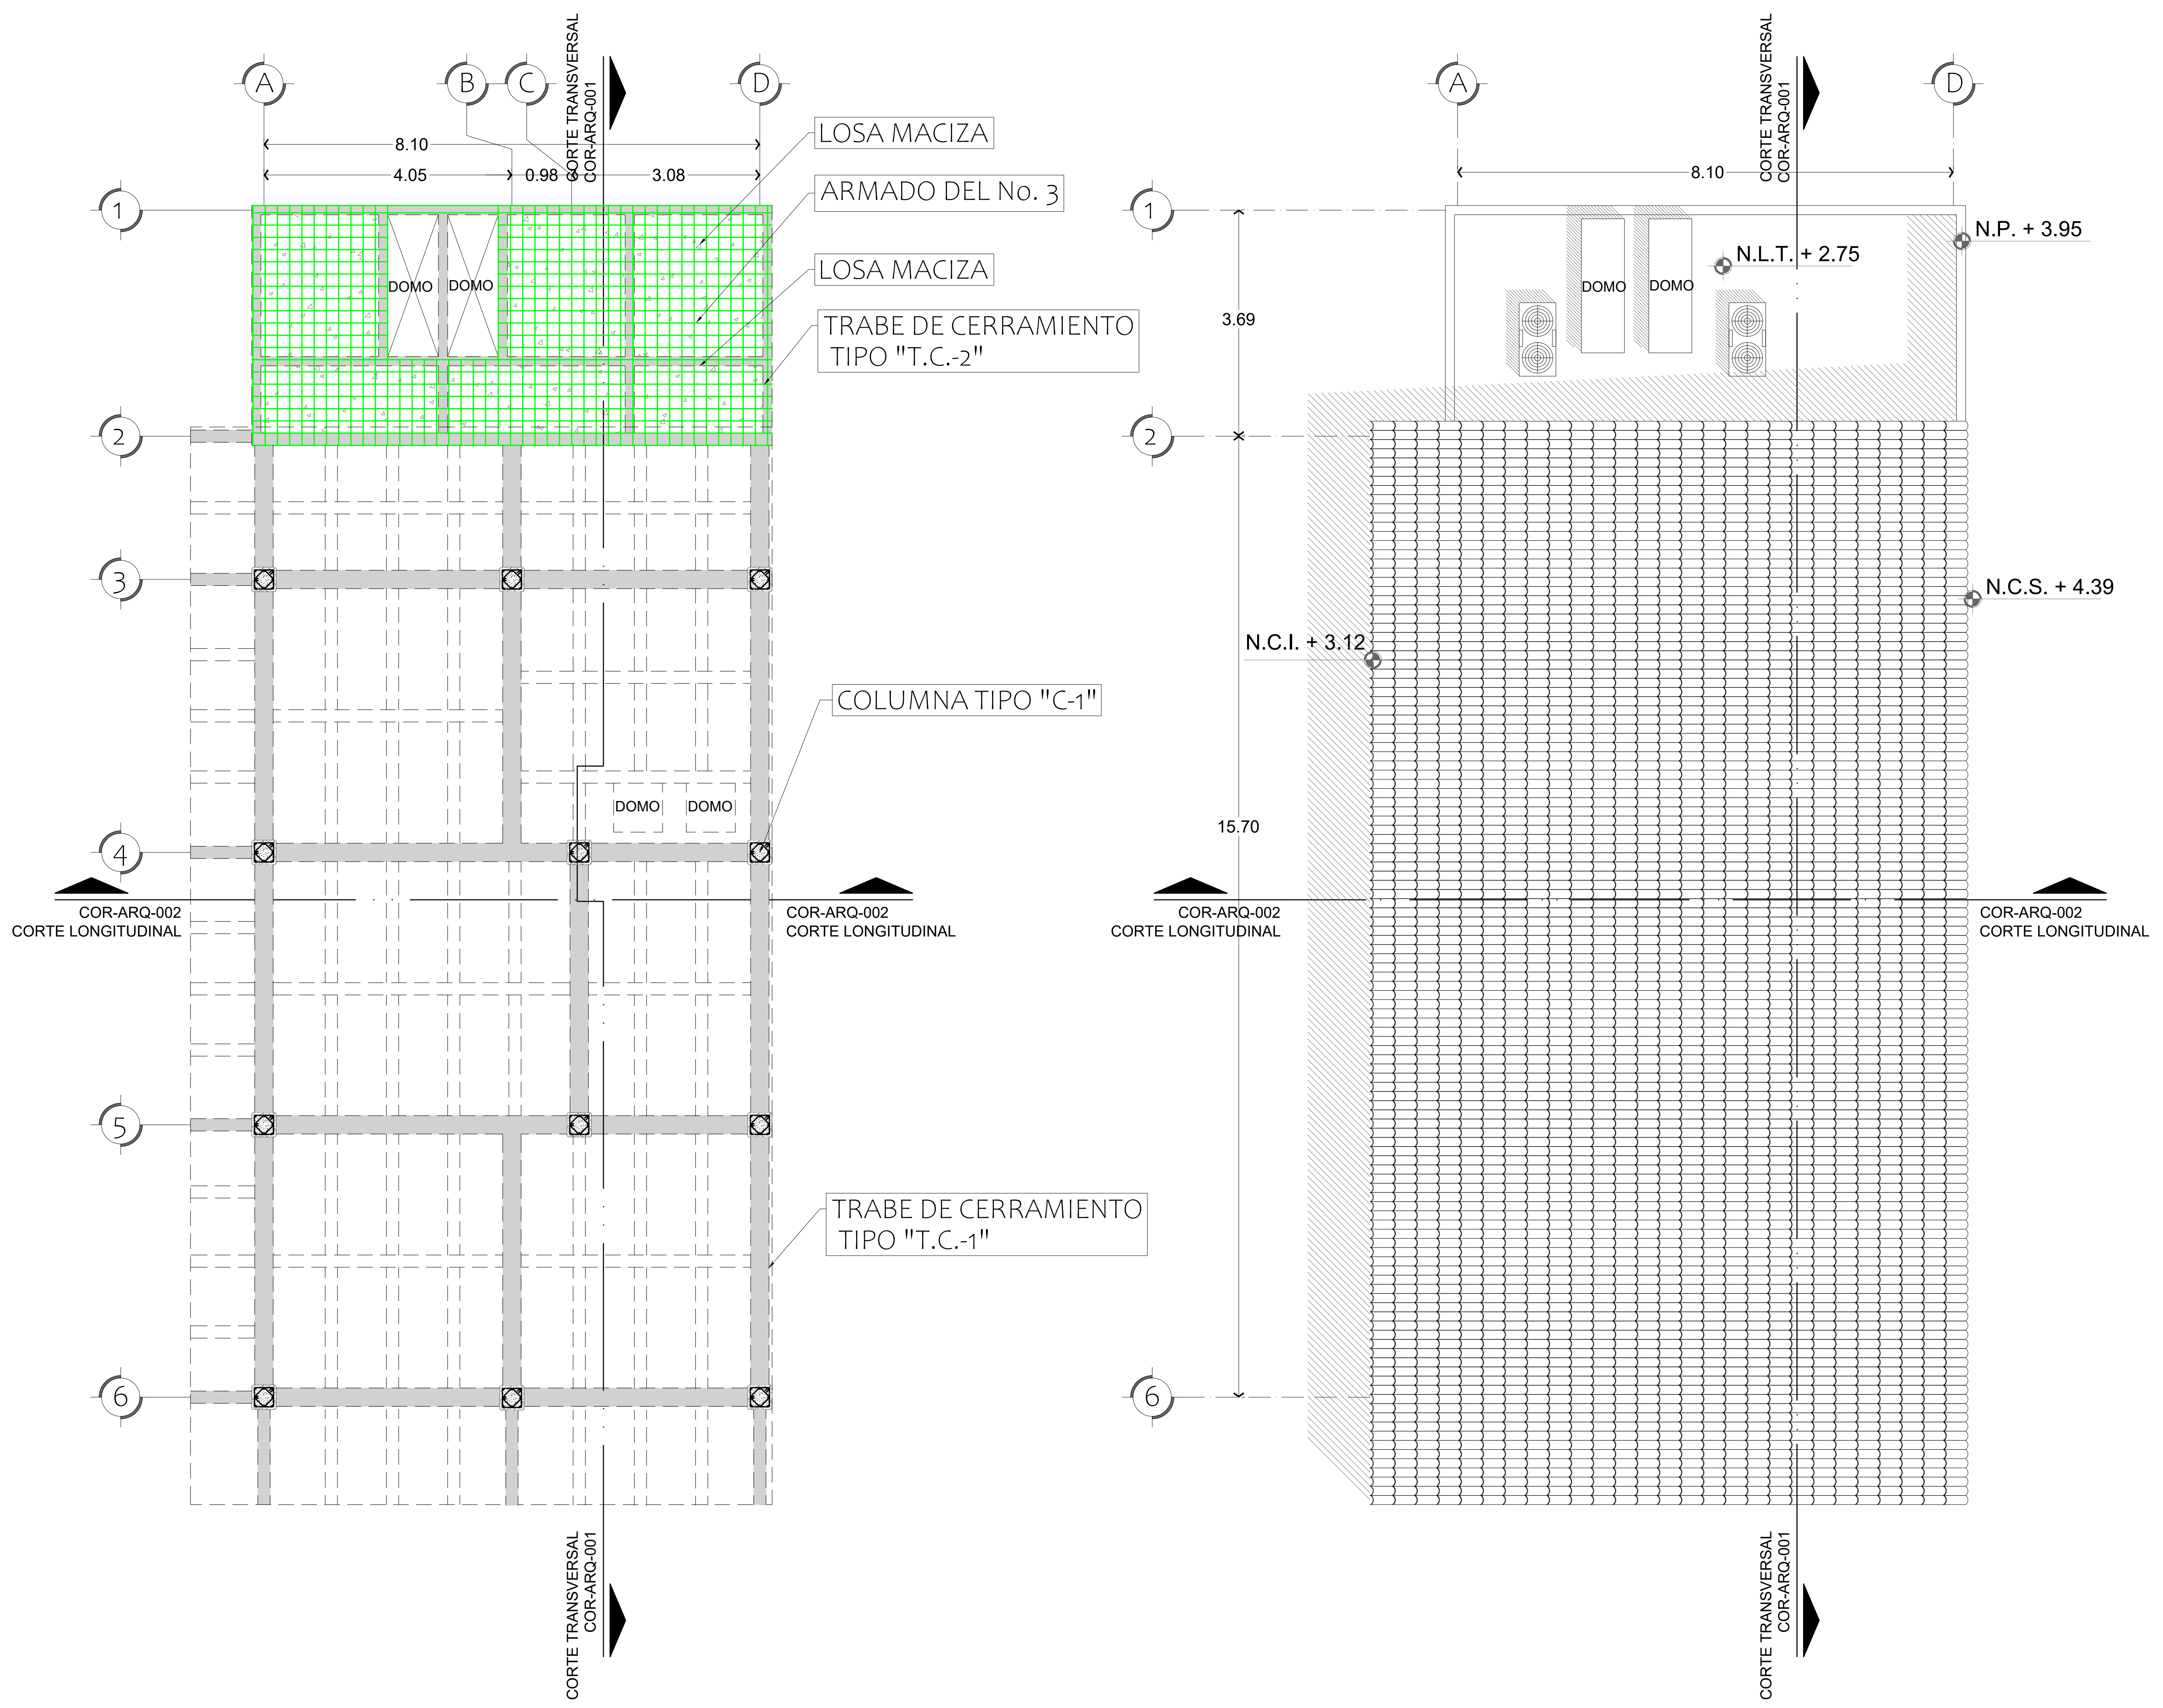 A
B
C
D
CORTE TRANSVERSAL
COR-ARQ-001
8.10
4.05
0.98
3.08
LOSA MACIZA
ARMADO DEL No. 3
LOSA MACIZA
TRABE DE CERRAMIENTO
TIPO "T.C.-2"
1
DOMO
DOMO
2
3
COLUMNA TIPO "C-1"
DOMO
DOMO
4
COR-ARQ-002
CORTE LONGITUDINAL
COR-ARQ-002
CORTE LONGITUDINAL
5
TRABE DE CERRAMIENTO
TIPO "T.C.-1"
6
CORTE TRANSVERSAL
COR-ARQ-001
A
D
CORTE TRANSVERSAL
COR-ARQ-001
8.10
1
N.P. + 3.95
N.L.T. + 2.75
DOMO
DOMO
3.69
2
N.C.S. + 4.39
N.C.I. + 3.12
15.70
COR-ARQ-002
CORTE LONGITUDINAL
COR-ARQ-002
CORTE LONGITUDINAL
6
CORTE TRANSVERSAL
COR-ARQ-001